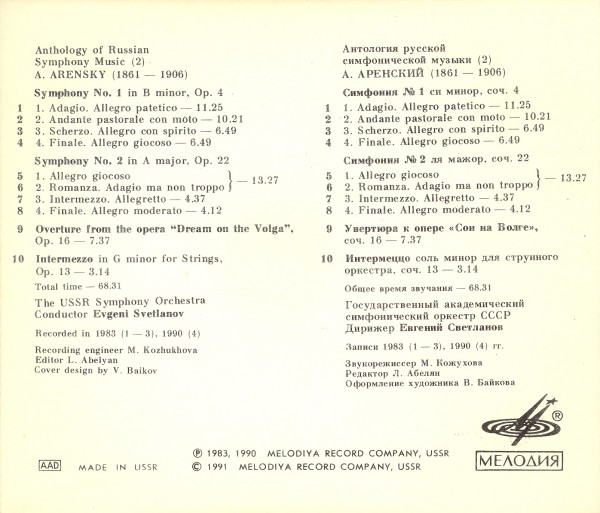 Anthology of Russian
Symphony Music (2)
A. ARENSKY (1861 — 1906)
Symphony No. 1 in B minor, Op. 4
1 1. Adagio. Allegro patetico — 11.25
2 2. Andante pastorale con moto — 10.21
3 3. Scherzo. Allegro con spirito — 6.49
4 4. Finale. Allegro giocoso — 6.49
Symphony No. 2 in A major, Op. 22
5 1. Allegro giocoso
6 2. Romanza. Adagio ma non troppo } — 13.27
7 3. Intermezzo. Allegretto — 4.37
8 4. Finale. Allegro moderato — 4.12
9 Overture from the opera “Dream on the Volga”,
Op. 16 — 7.37
10 Intermezzo in G minor for Strings,
Op. 13 — 3.14
Total time — 68.31
The USSR Symphony Orchestra
Conductor Evgeni Svetlanov
Recorded in 1983 (1 — 3), 1990 (4)
Recording engineer M. Kozhukhova
Editor L. Abelyan
Cover design by V. Baikov
Антология русской
симфонической музыки (2)
А. АРЕНСКИЙ (1861 — 1906)
Симфония № 1 си минор, соч. 4
1 1. Adagio. Allegro patetico — 11.25
2 2. Andante pastorale con moto — 10.21
3 3. Scherzo. Allegro con spirito — 6.49
4 4. Finale. Allegro giocoso — 6.49
Симфония № 2 ля мажор, соч. 22
5 1. Allegro giocoso
6 2. Romanza. Adagio ma non troppo } — 13.27
7 3. Intermezzo. Allegretto — 4.37
8 4. Finale. Allegro moderato — 4.12
9 Увертюра к опере «Сон на Волге»,
соч. 16 — 7.37
10 Интермеццо соль минор для струнного
оркестра, соч. 13 — 3.14
Общее время звучания — 68.31
Государственный академический
симфонический оркестр СССР
Дирижер Евгений Светланов
Записи 1983 (1 — 3), 1990 (4) гг.
Звукорежиссер М. Кожухова
Редактор Л. Абелян
Оформление художника В. Байкова
®
МЕЛОДИЯ
AAD MADE IN USSR
℗ 1983, 1990 MELODIYA RECORD COMPANY, USSR
© 1991 MELODIYA RECORD COMPANY, USSR